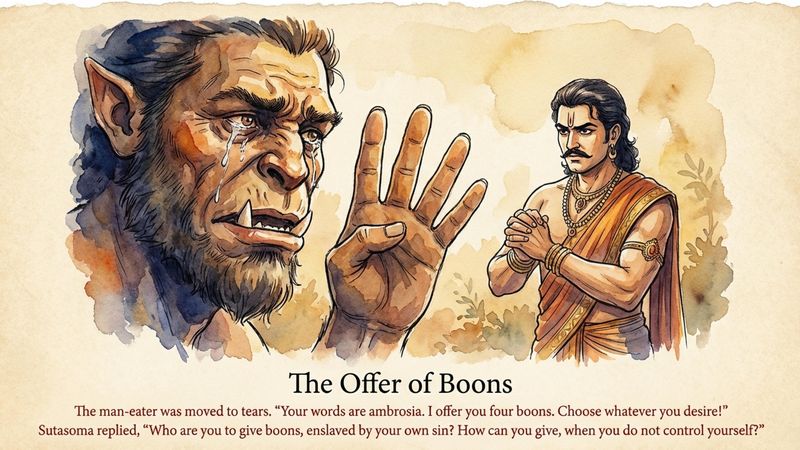 The Offer of Boons
The man-eater was moved to tears. “Your words are ambrosia. I offer you four boons. Choose whatever you desire!”
Sutasoma replied, “Who are you to give boons, enslaved by your own sin? How can you give, when you do not control yourself?”